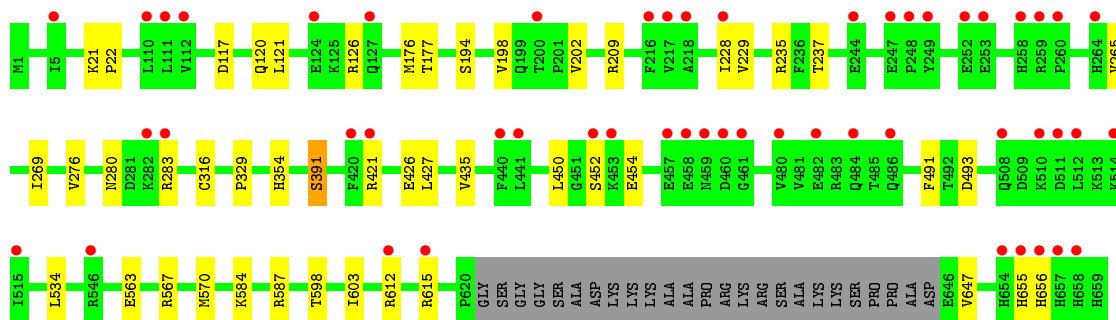 M1 I5 K21 P22 L110 L111 V112 D117 Q120 L121 E124 K125 R126 Q127 M176 T177 S194 V198 Q199 T200 P201 V202 R209 F216 V217 A218 I228 V229 R235 F236 T237 E244 E247 P248 Y249 E252 E253 H258 R259 P260 H264 V265
I269 V276 N280 D281 K282 R283 C316 P329 H354 S391 F420 R421 E426 L427 V435 F440 L441 L450 G451 S452 K453 E454 E457 E458 N459 D460 G461 V480 V481 E482 R483 Q484 T485 Q486 F491 T492 D493 Q508 D509 K510 D511 L512 K513 K514
I515 L534 R546 E563 R567 M570 K584 R587 T598 I603 R612 R615 P620 GLY SER GLY GLY SER ALA ASP LYS LYS LYS ALA ALA PRO ARG LYS ARG SER ALA LYS LYS SER PRO PRO ALA ASP E646 V647 H654 H655 H656 H657 H658 H659